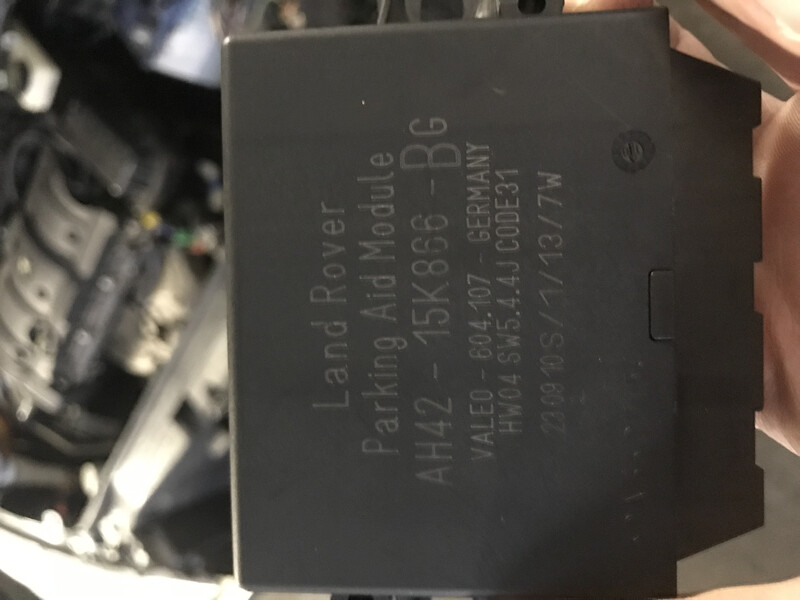 Land Rover
Parking Aid Module
AH42 - 15K866 - BG
VALEO - 604.107 - GERMANY
HW04 SW5.4.4J CODE31
23 09 10S/1/13/7W